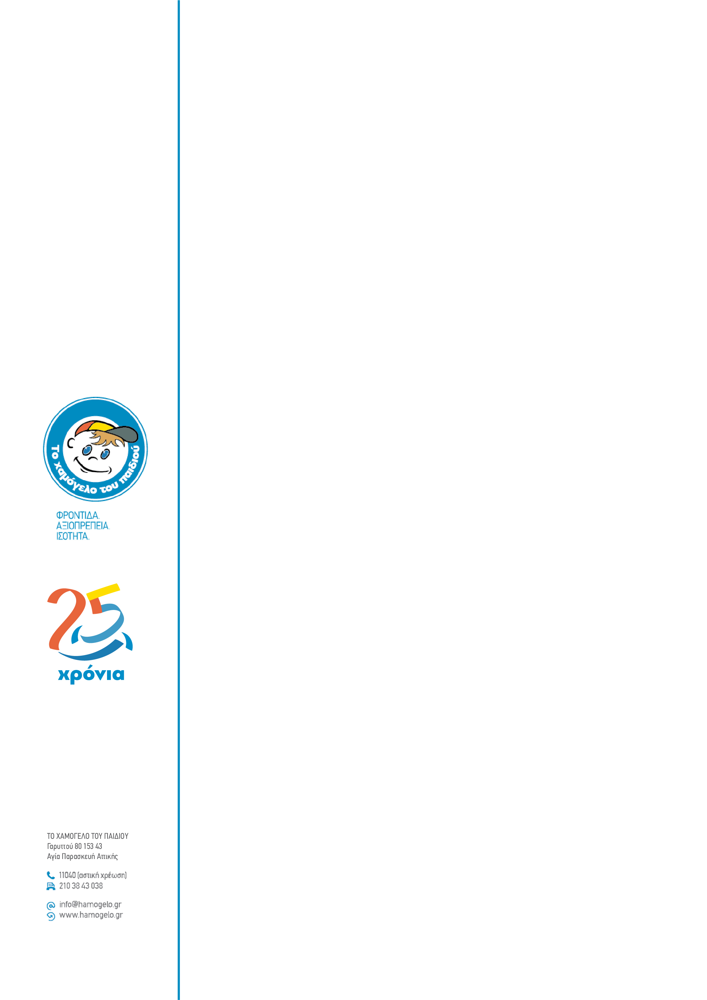 Το χαμόγελο του παιδιού
ΦΡΟΝΤΙΔΑ.
ΑΞΙΟΠΡΕΠΕΙΑ.
ΙΣΟΤΗΤΑ.
25
χρόνια
ΤΟ ΧΑΜΟΓΕΛΟ ΤΟΥ ΠΑΙΔΙΟΥ
Γαρυττού 80 153 43
Αγία Παρασκευή Αττικής
11040 (αστική χρέωση)
210 38 43 038
info@hamogelo.gr
www.hamogelo.gr